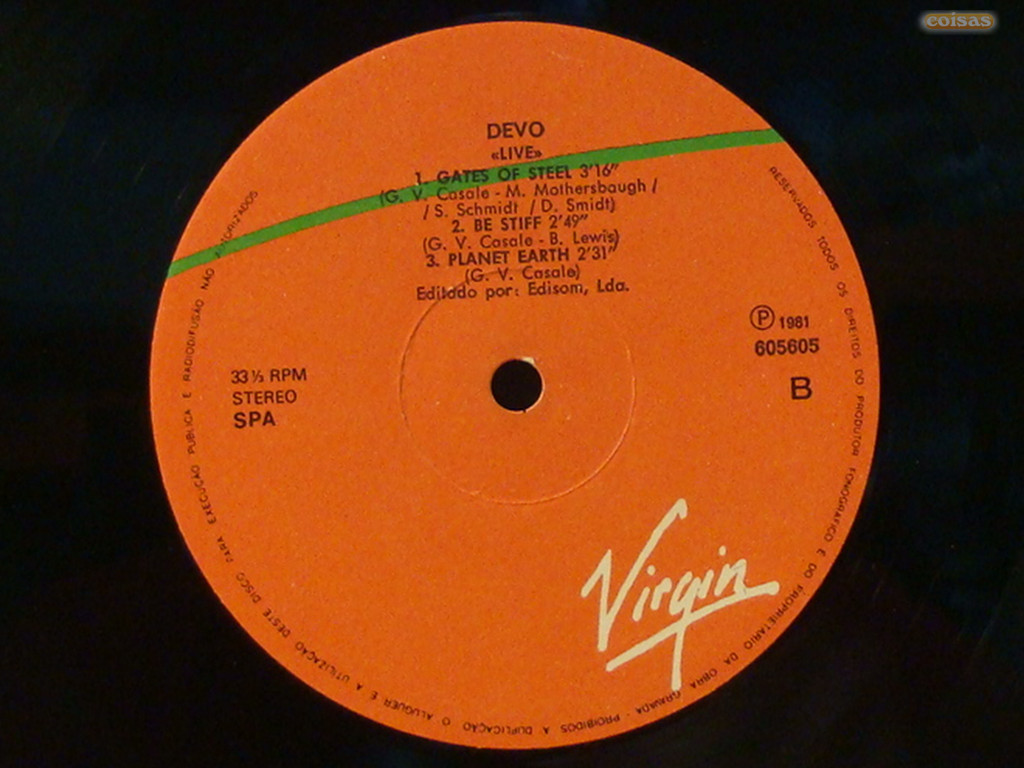 coisas
DEVO
«LIVE»
1. GATES OF STEEL 3'16"
(G. V. Casale - M. Mothersbaugh /
/ S. Schmidt / D. Smidt)
2. BE STIFF 2'49"
(G. V. Casale - B. Lewis)
3. PLANET EARTH 2'31"
(G. V. Casale)
Editado por: Edisom, Lda.
33 ⅓ RPM
STEREO
SPA
Ⓟ 1981
605605
B
Virgin
RESERVADOS TODOS OS DIREITOS DO PRODUTOR FONOGRÁFICO E DO PROPRIETÁRIO DA OBRA GRAVADA - PROIBIDOS A DUPLICAÇÃO O ALUGUER E A UTILIZAÇÃO DESTE DISCO PARA EXECUÇÃO PÚBLICA E RADIODIFUSÃO NÃO AUTORIZADOS